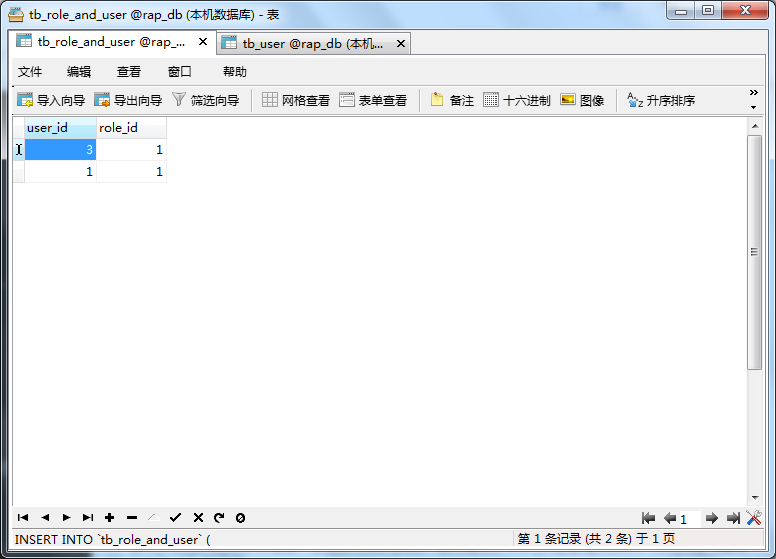 tb_role_and_user @rap_db (本机数据库) - 表
tb_role_and_user @rap_... tb_user @rap_db (本机...
文件 编辑 查看 窗口 帮助
导入向导 导出向导 筛选向导 网格查看 表单查看 备注 十六进制 图像 升序排序
user_id role_id
3 1
1 1
1
INSERT INTO `tb_role_and_user` ( 第 1 条记录 (共 2 条) 于 1 页